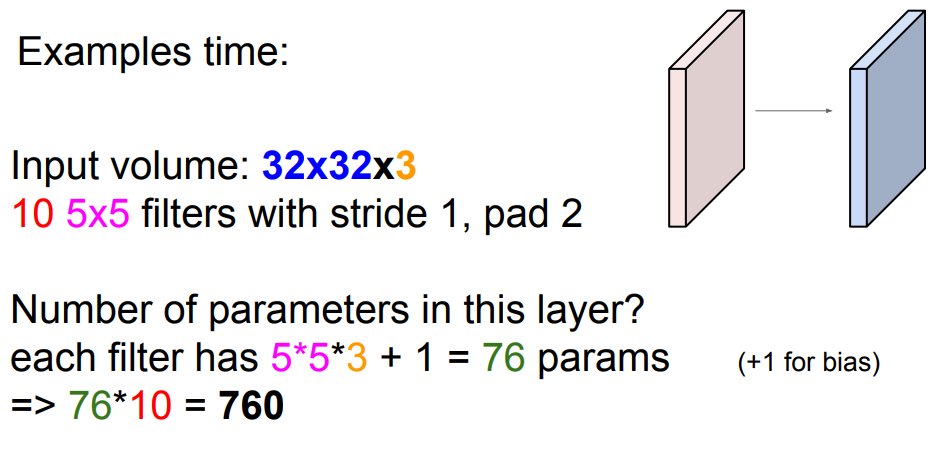 Examples time:
Input volume: 32x32x3
10 5x5 filters with stride 1, pad 2
Number of parameters in this layer?
each filter has 5*5*3 + 1 = 76 params (+1 for bias)
=> 76*10 = 760